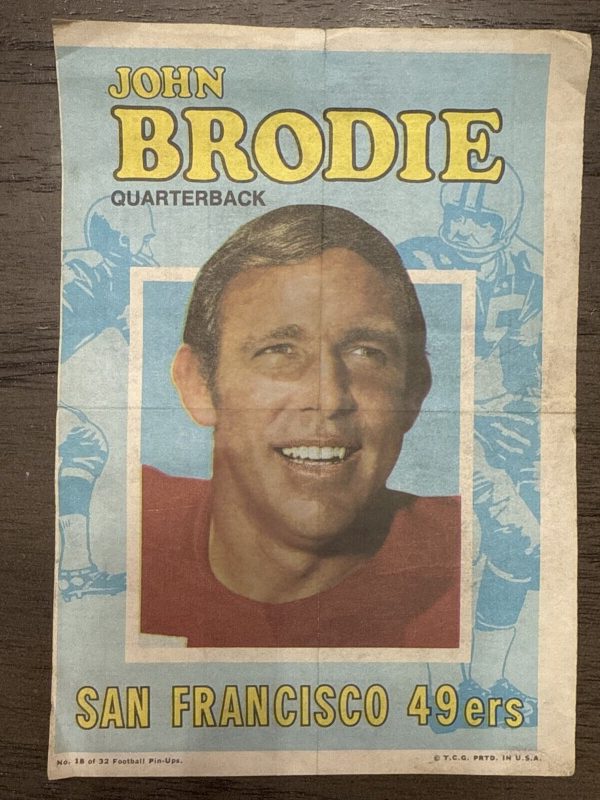 JOHN
BRODIE
QUARTERBACK
SAN FRANCISCO 49ers
No. 18 of 32 Football Pin-Ups.
© T.C.G. PRTD. IN U.S.A.